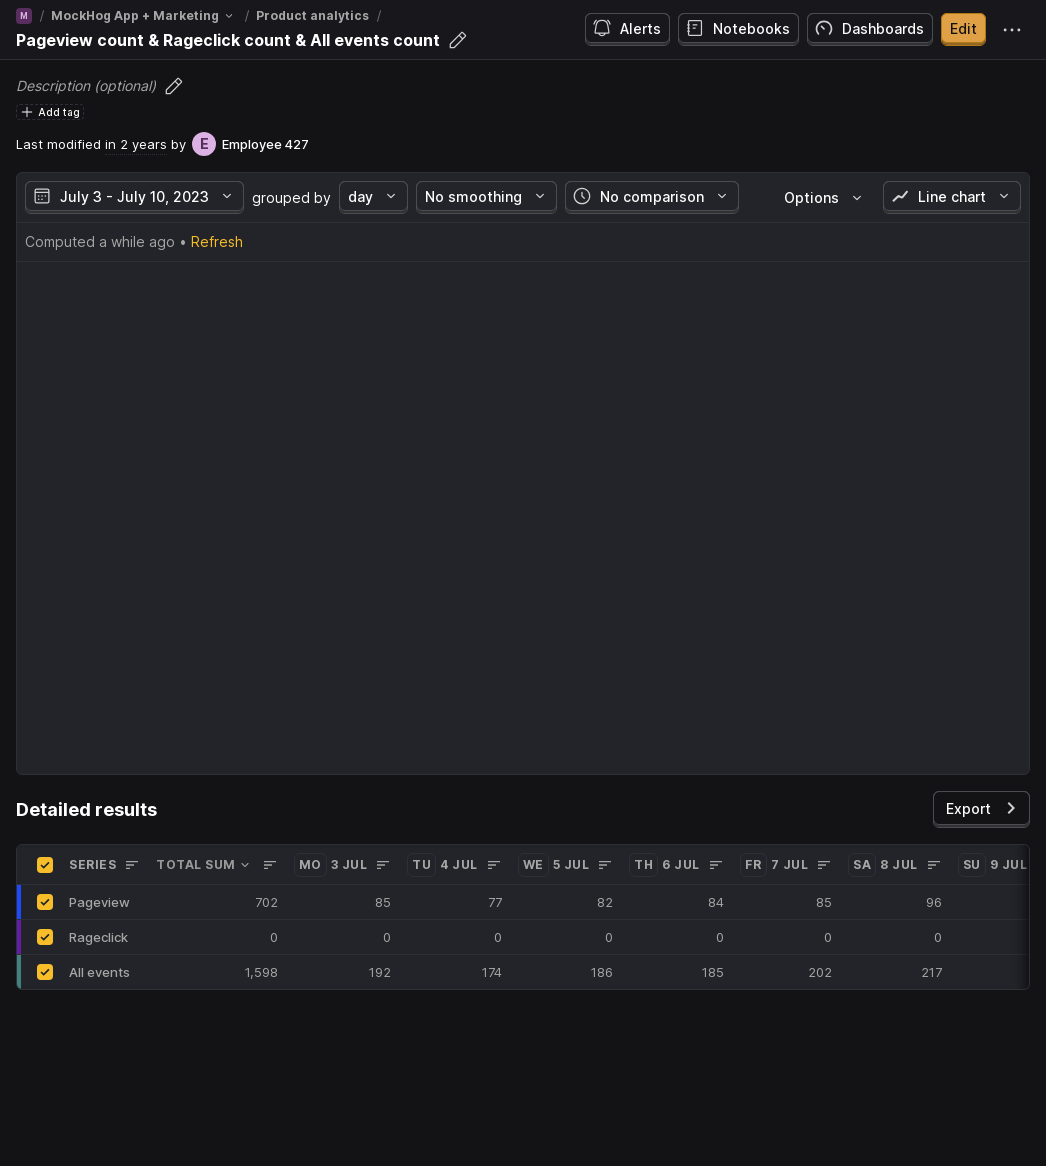 M / MockHog App + Marketing / Product analytics /
Pageview count & Rageclick count & All events count
Alerts Notebooks Dashboards Edit
Description (optional)
Add tag
Last modified in 2 years by E Employee 427
July 3 - July 10, 2023 grouped by day No smoothing No comparison Options Line chart
Computed a while ago • Refresh
Detailed results
Export
SERIES TOTAL SUM MO 3 JUL TU 4 JUL WE 5 JUL TH 6 JUL FR 7 JUL SA 8 JUL SU 9 JUL
Pageview 702 85 77 82 84 85 96
Rageclick 0 0 0 0 0 0 0
All events 1,598 192 174 186 185 202 217